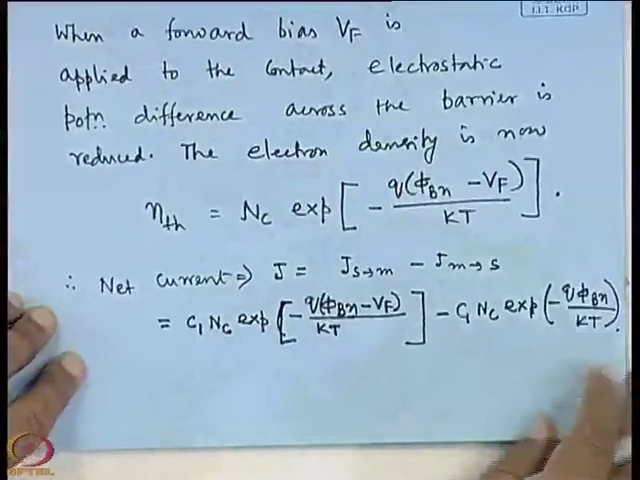 I.I.T. KGP
When a forward bias V_F is
applied to the contact, electrostatic
potn. difference across the barrier is
reduced. The electron density is now
n_th = N_C exp [ - q(ϕ_Bn - V_F) / KT ] .
∴ Net current ⇒ J = J_s→m - J_m→s
= C_1 N_C exp [ - q(ϕ_Bn - V_F) / KT ] - C_1 N_C exp ( - qϕ_Bn / KT ) .
NPTEL